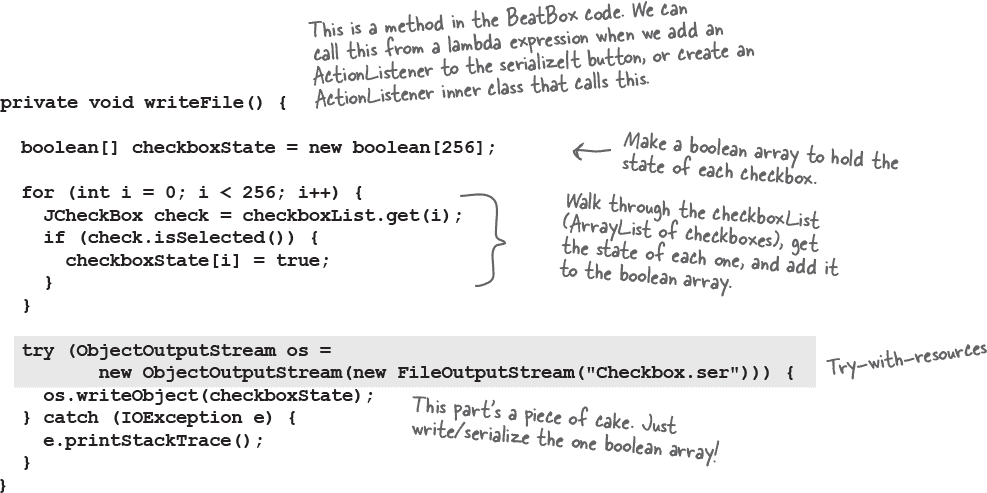 This is a method in the BeatBox code. We can
call this from a lambda expression when we add an
ActionListener to the serializeIt button, or create an
ActionListener inner class that calls this.
private void writeFile() {
boolean[] checkboxState = new boolean[256];
Make a boolean array to hold the
state of each checkbox.
for (int i = 0; i < 256; i++) {
JCheckBox check = checkboxList.get(i);
if (check.isSelected()) {
checkboxState[i] = true;
}
}
Walk through the checkboxList
(ArrayList of checkboxes), get
the state of each one, and add it
to the boolean array.
try (ObjectOutputStream os =
new ObjectOutputStream(new FileOutputStream("Checkbox.ser"))) {
Try-with-resources
os.writeObject(checkboxState);
} catch (IOException e) {
e.printStackTrace();
}
}
This part's a piece of cake. Just
write/serialize the one boolean array!